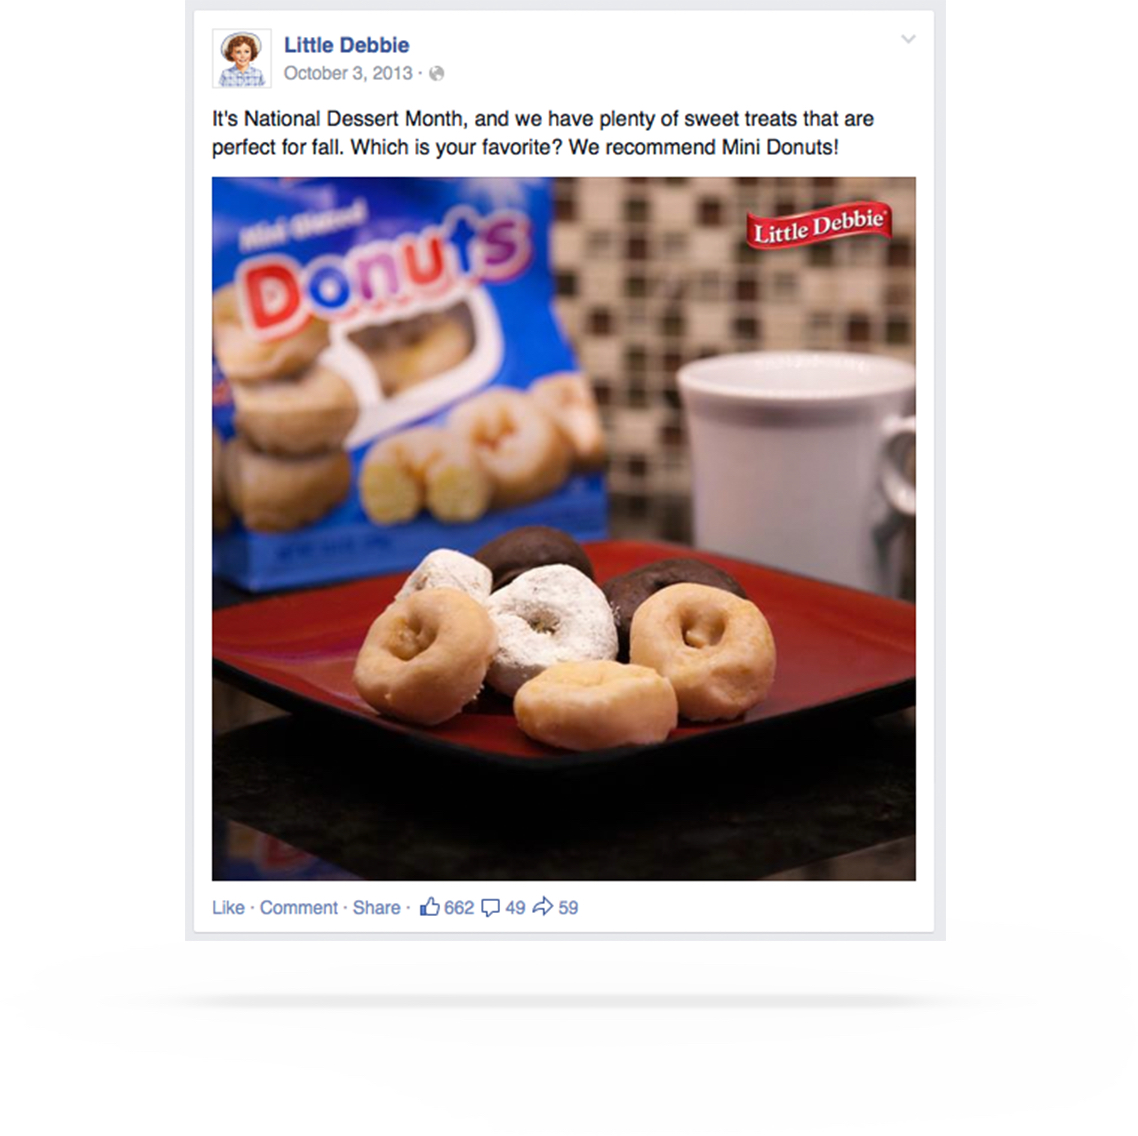 Little Debbie
October 3, 2013 ·
It's National Dessert Month, and we have plenty of sweet treats that are
perfect for fall. Which is your favorite? We recommend Mini Donuts!
Mini Glazed
Donuts
Little Debbie
Like · Comment · Share · 662 49 59